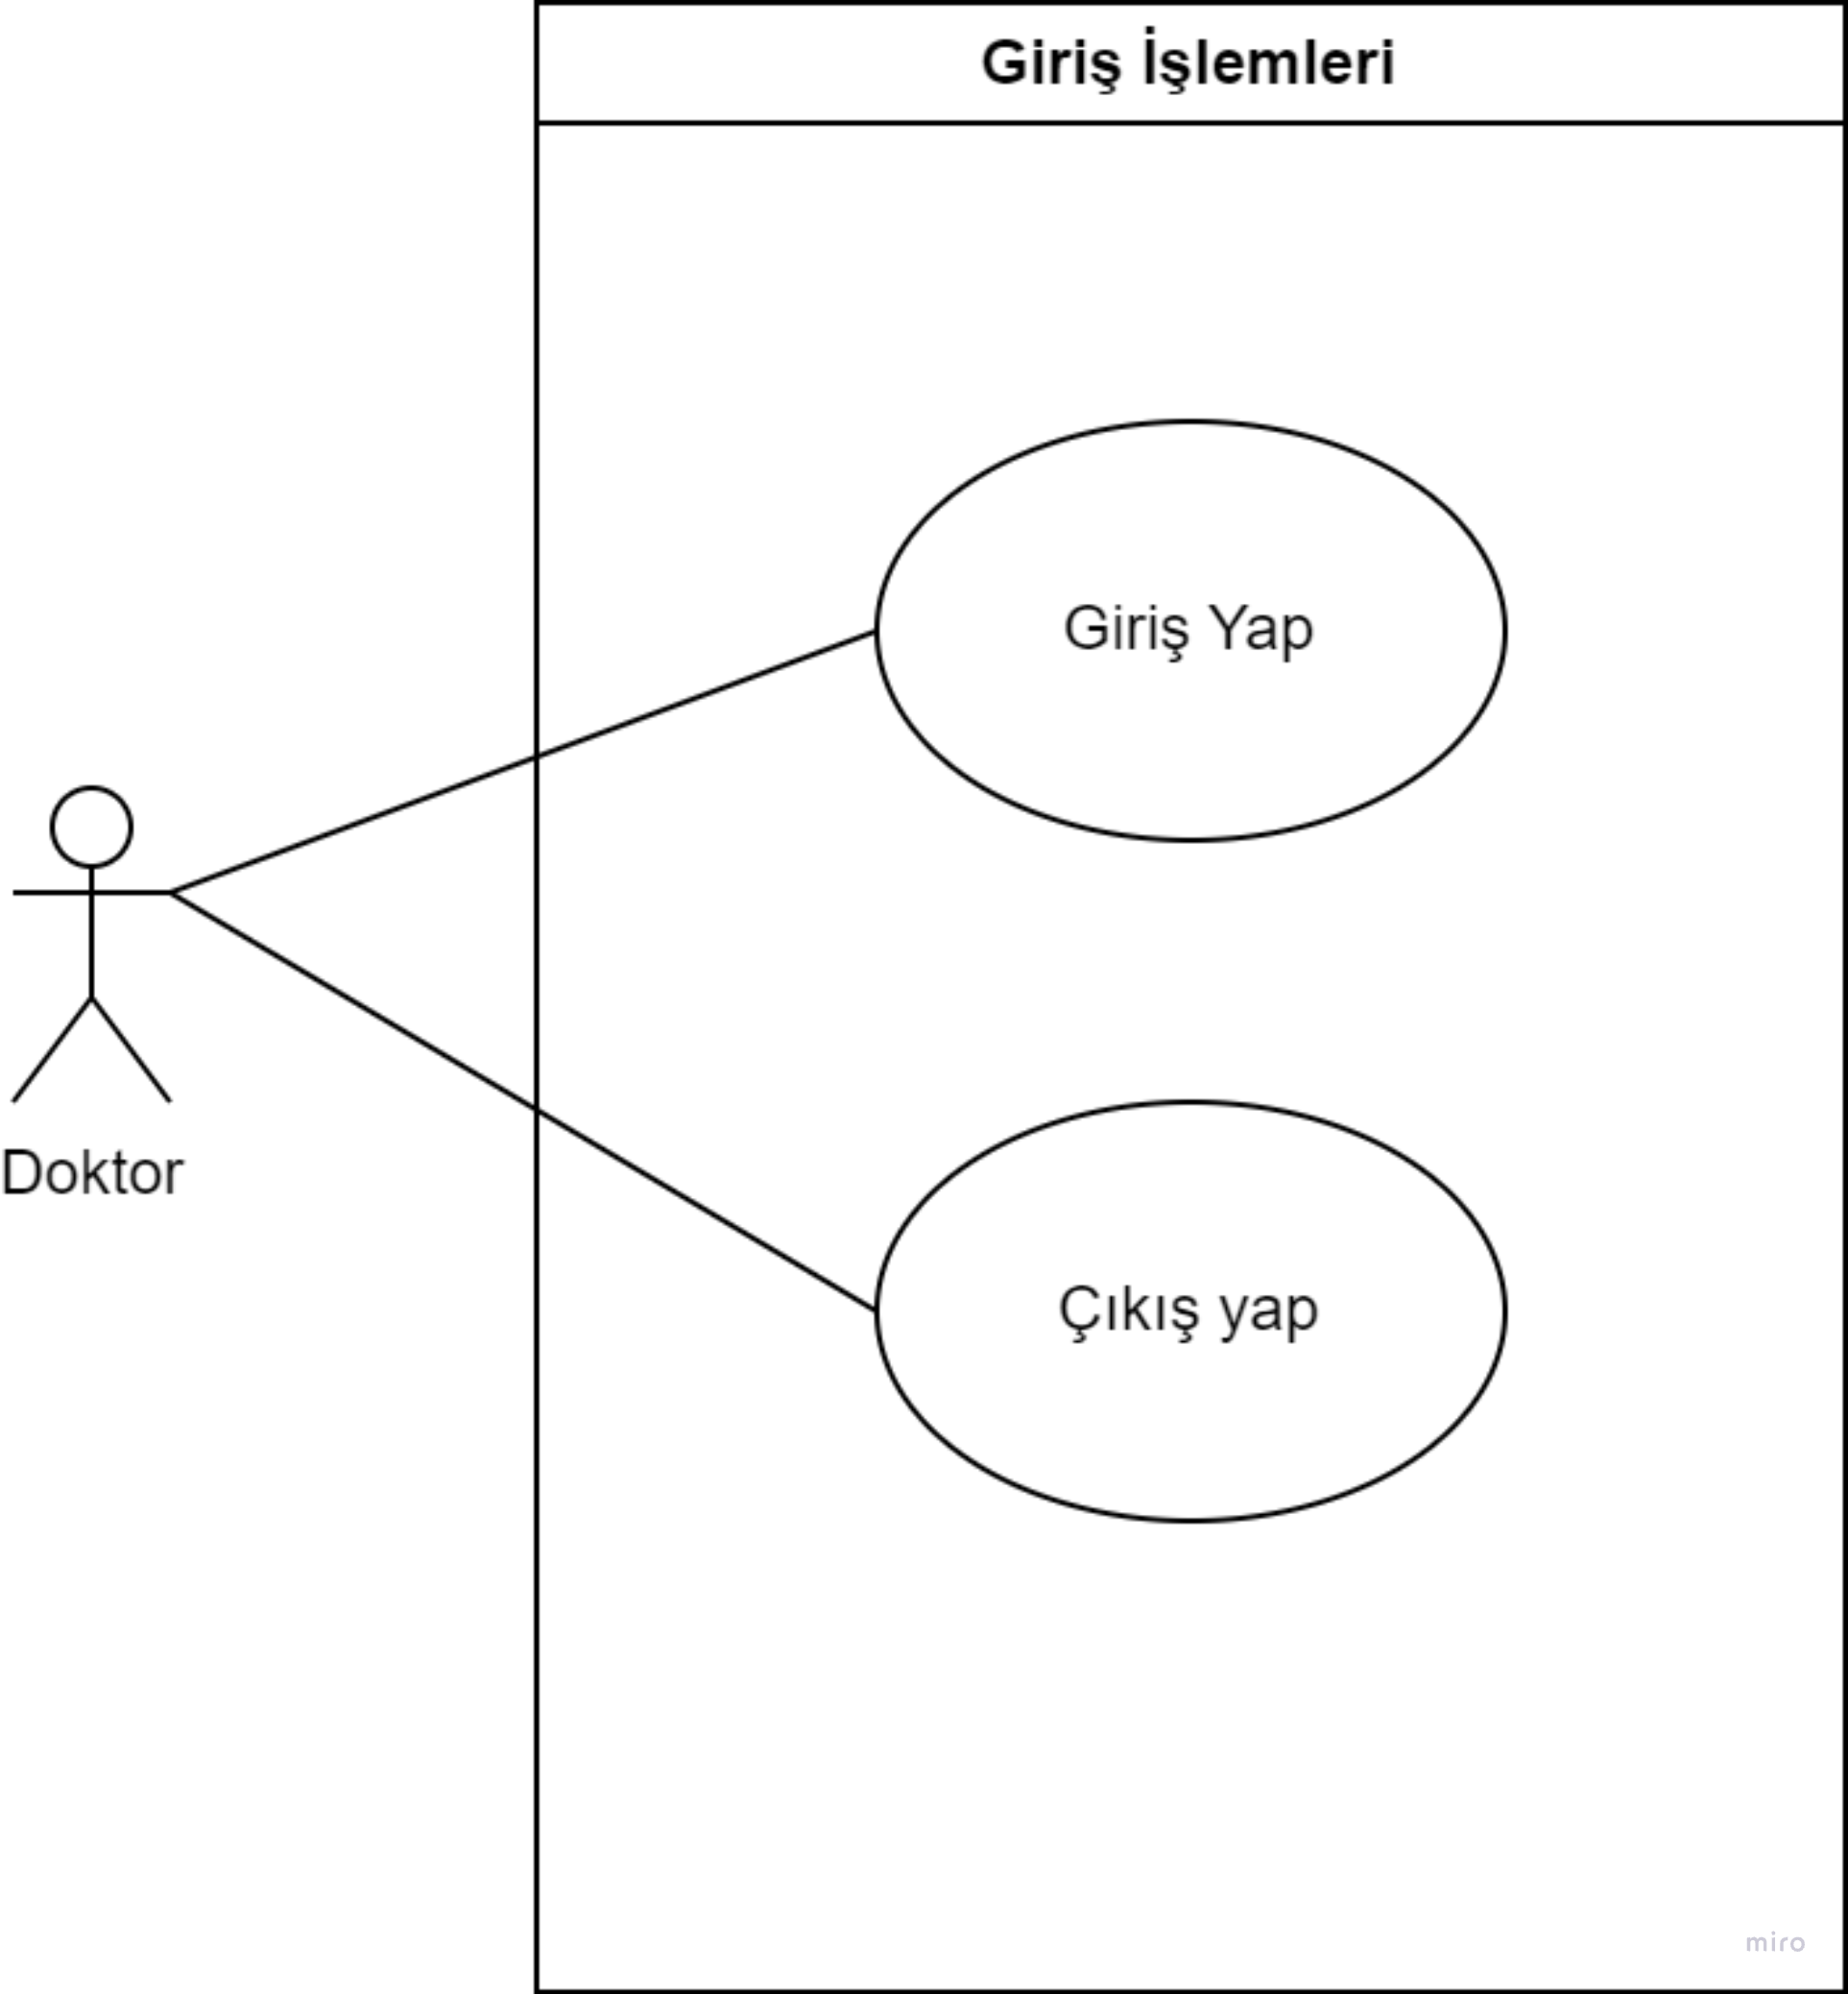 Giriş İşlemleri
Giriş Yap
Doktor
Çıkış yap
miro